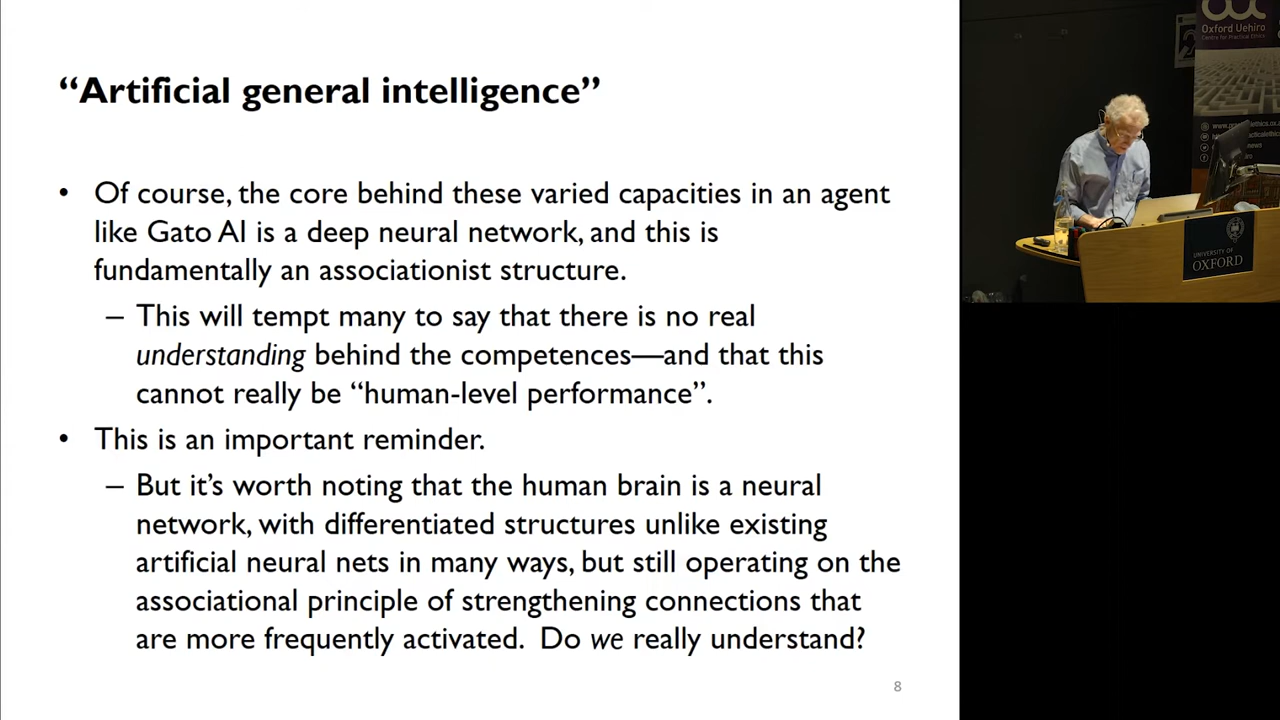 “Artificial general intelligence”
• Of course, the core behind these varied capacities in an agent
like Gato AI is a deep neural network, and this is
fundamentally an associationist structure.
– This will tempt many to say that there is no real
understanding behind the competences—and that this
cannot really be “human-level performance”.
• This is an important reminder.
– But it’s worth noting that the human brain is a neural
network, with differentiated structures unlike existing
artificial neural nets in many ways, but still operating on the
associational principle of strengthening connections that
are more frequently activated. Do we really understand?
8
Oxford Uehiro
Centre for Practical Ethics
UNIVERSITY OF
OXFORD